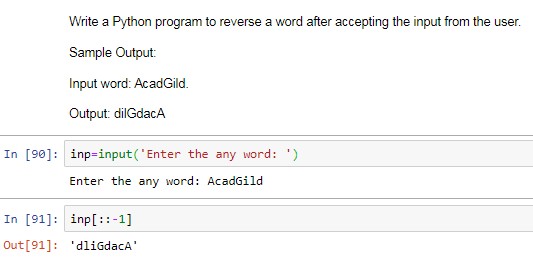 Write a Python program to reverse a word after accepting the input from the user.
Sample Output:
Input word: AcadGild.
Output: dilGdacA
In [90]: inp=input('Enter the any word: ')
Enter the any word: AcadGild
In [91]: inp[::-1]
Out[91]: 'dliGdacA'